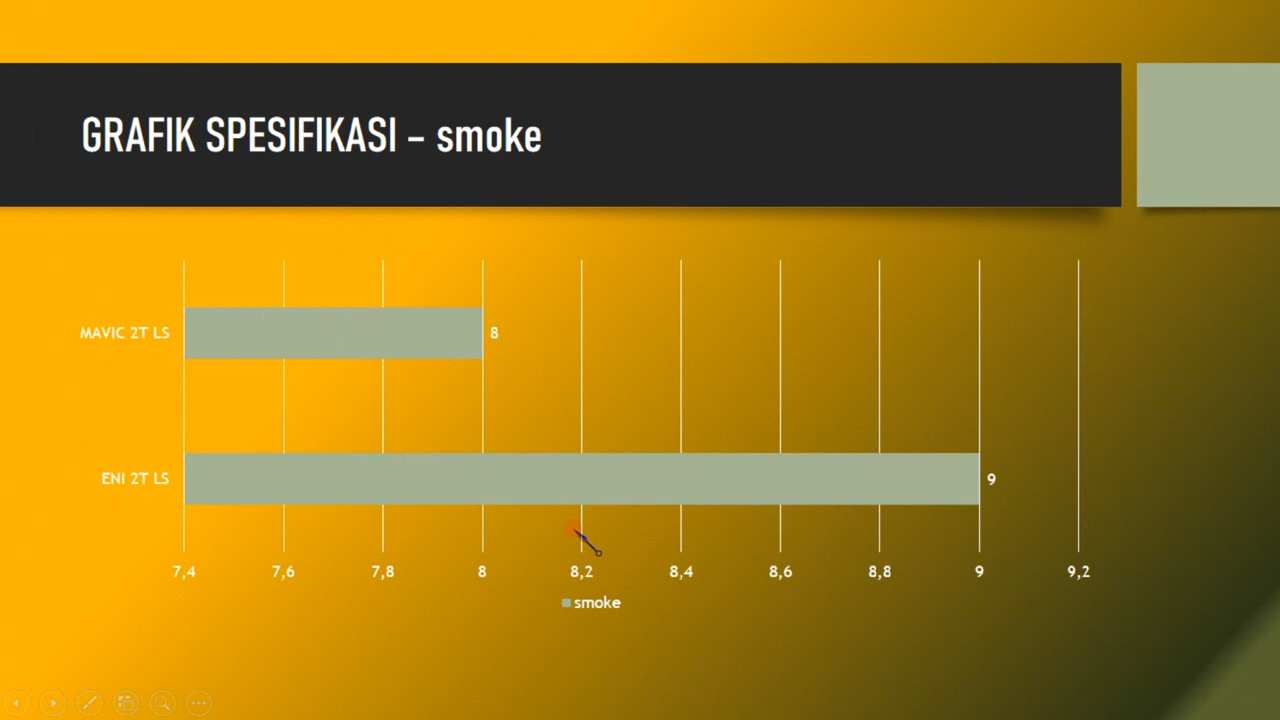 GRAFIK SPESIFIKASI – smoke
MAVIC 2T LS
8
ENI 2T LS
9
7,4 7,6 7,8 8 8,2 8,4 8,6 8,8 9 9,2
smoke